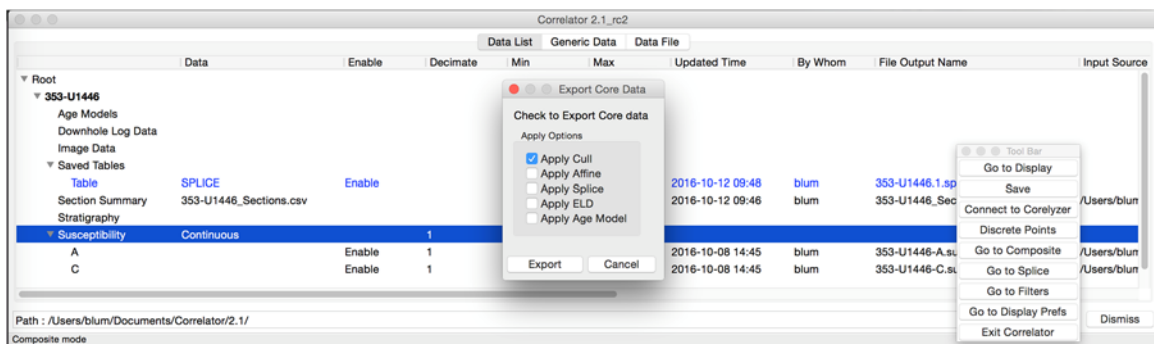 Correlator 2.1_rc2
Data List Generic Data Data File
Data Enable Decimate Min Max Updated Time By Whom File Output Name Input Source
Root
353-U1446
Age Models
Downhole Log Data
Image Data
Saved Tables
Table SPLICE Enable 2016-10-12 09:48 blum 353-U1446.1.sp
Section Summary 353-U1446_Sections.csv 2016-10-12 09:46 blum 353-U1446_Sec /Users/blum
Stratigraphy
Susceptibility Continuous 1
A Enable 1 2016-10-08 14:45 blum 353-U1446-A.su /Users/blum
C Enable 1 2016-10-08 14:45 blum 353-U1446-C.su /Users/blum
Path : /Users/blum/Documents/Correlator/2.1/
Dismiss
Composite mode
Export Core Data
Check to Export Core data
Apply Options
Apply Cull
Apply Affine
Apply Splice
Apply ELD
Apply Age Model
Export Cancel
Tool Bar
Go to Display
Save
Connect to Corelyzer
Discrete Points
Go to Composite
Go to Splice
Go to Filters
Go to Display Prefs
Exit Correlator